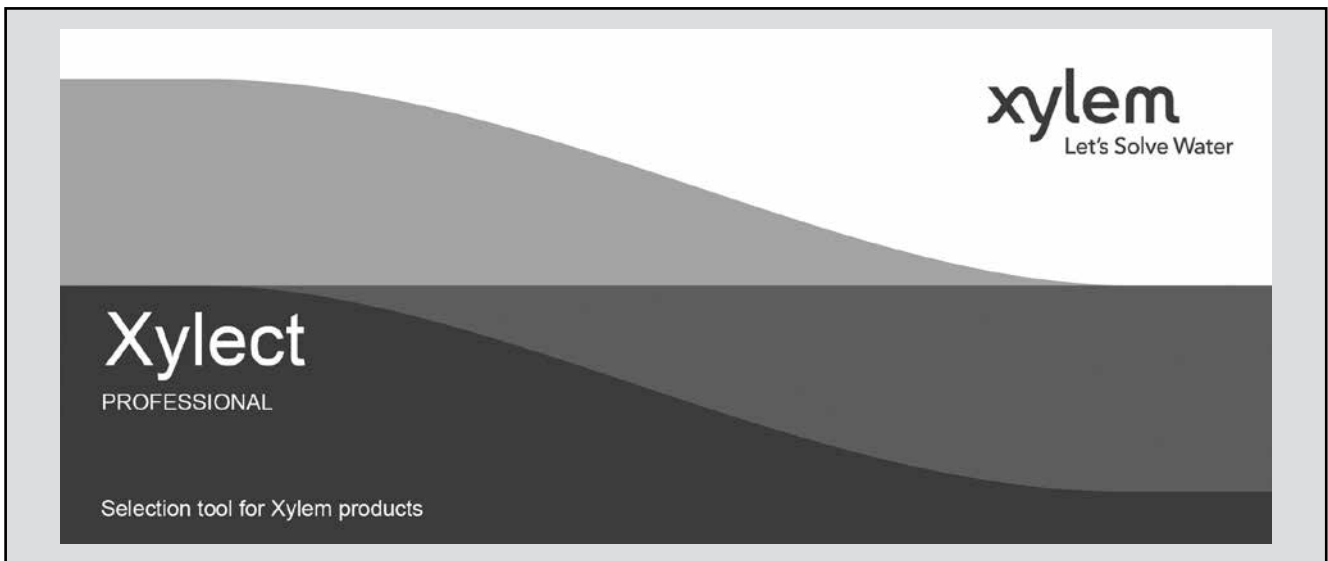 xylem
Let's Solve Water
Xylect
PROFESSIONAL
Selection tool for Xylem products